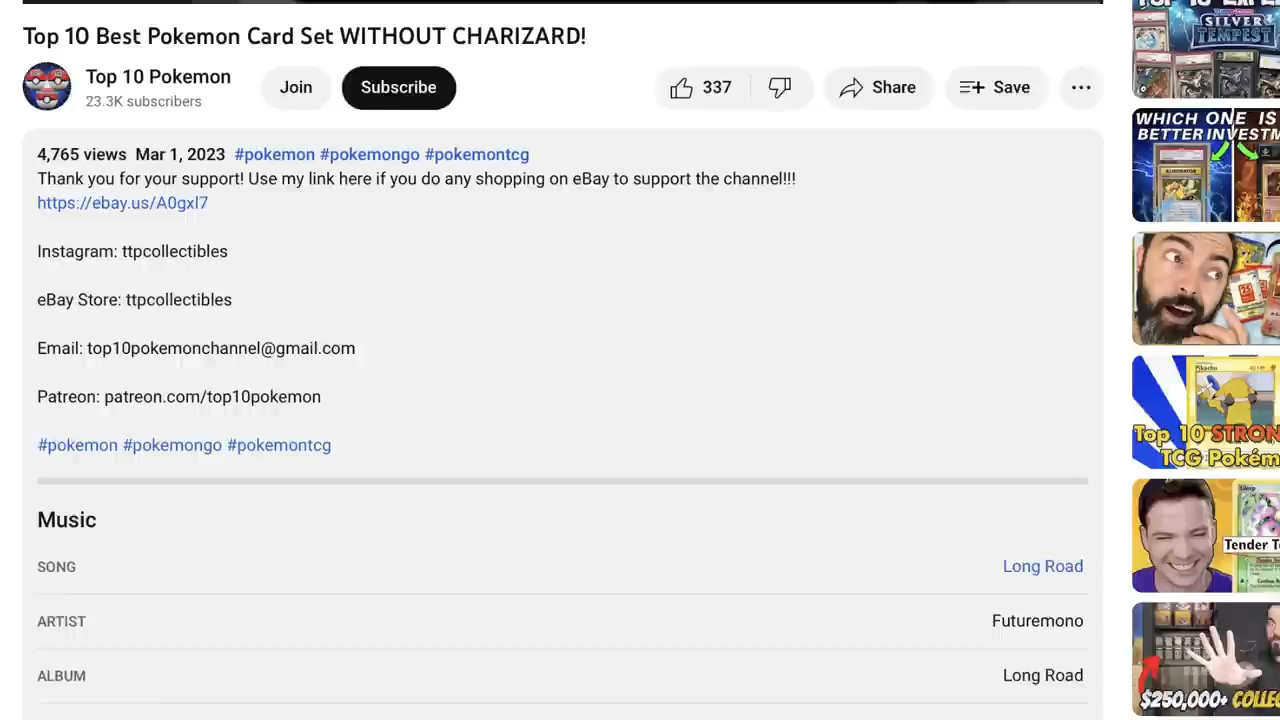 Top 10 Best Pokemon Card Set WITHOUT CHARIZARD!
Top 10 Pokemon
23.3K subscribers
Join
Subscribe
337
Share
Save
4,765 views Mar 1, 2023 #pokemon #pokemongo #pokemontcg
Thank you for your support! Use my link here if you do any shopping on eBay to support the channel!!!
https://ebay.us/A0gxl7
Instagram: ttpcollectibles
eBay Store: ttpcollectibles
Email: top10pokemonchannel@gmail.com
Patreon: patreon.com/top10pokemon
#pokemon #pokemongo #pokemontcg
Music
SONG
Long Road
ARTIST
Futuremono
ALBUM
Long Road
SILVER
TEMPEST
WHICH ONE IS
BETTER INVESTM
Pikachu
Top 10 STRON
TCG Pokém
Tender T
$250,000+ COLLE